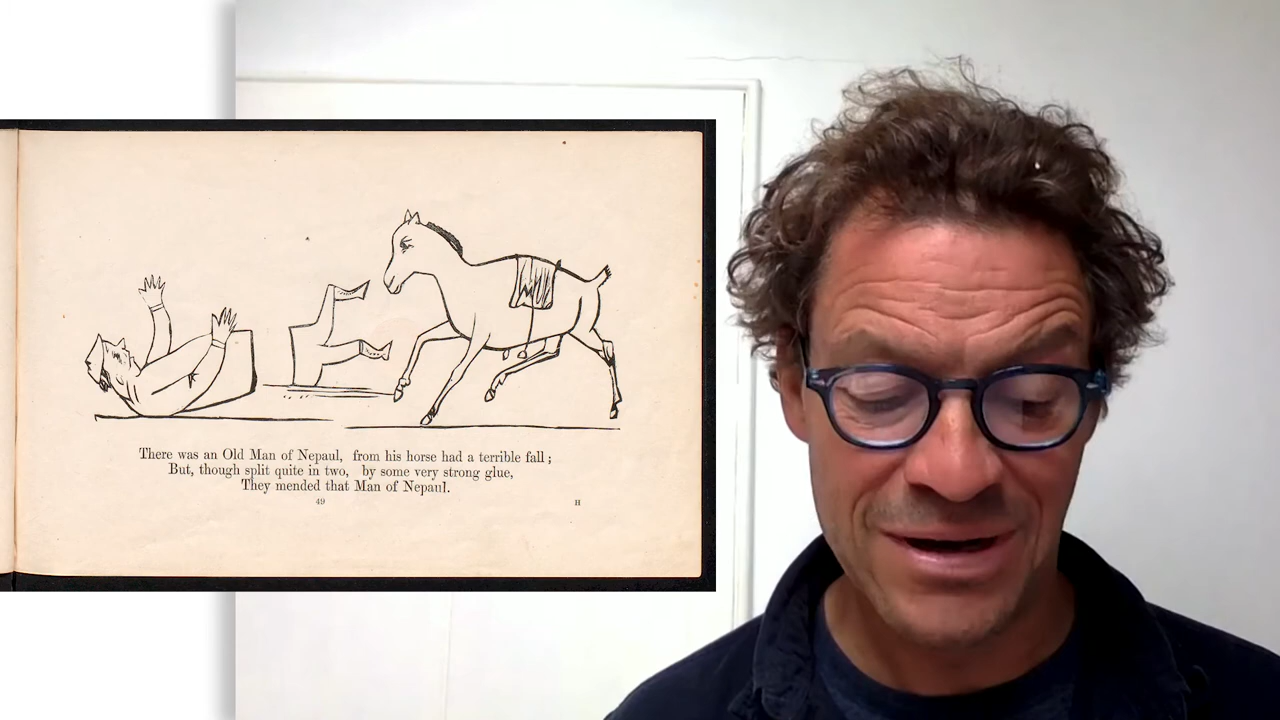 There was an Old Man of Nepaul, from his horse had a terrible fall;
But, though split quite in two, by some very strong glue,
They mended that Man of Nepaul.
49
H